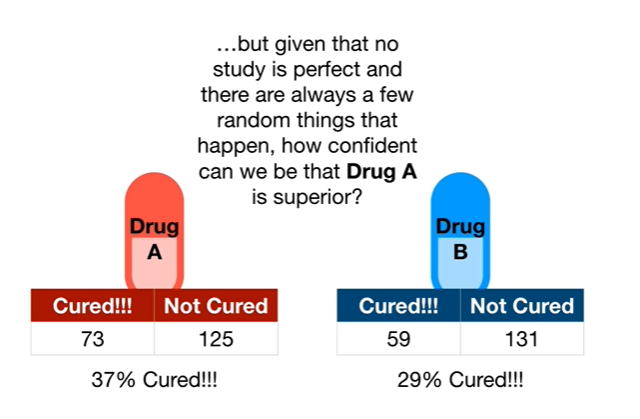 ...but given that no
study is perfect and
there are always a few
random things that
happen, how confident
can we be that Drug A
is superior?
Drug
A
Drug
B
Cured!!! Not Cured
73 125
37% Cured!!!
Cured!!! Not Cured
59 131
29% Cured!!!